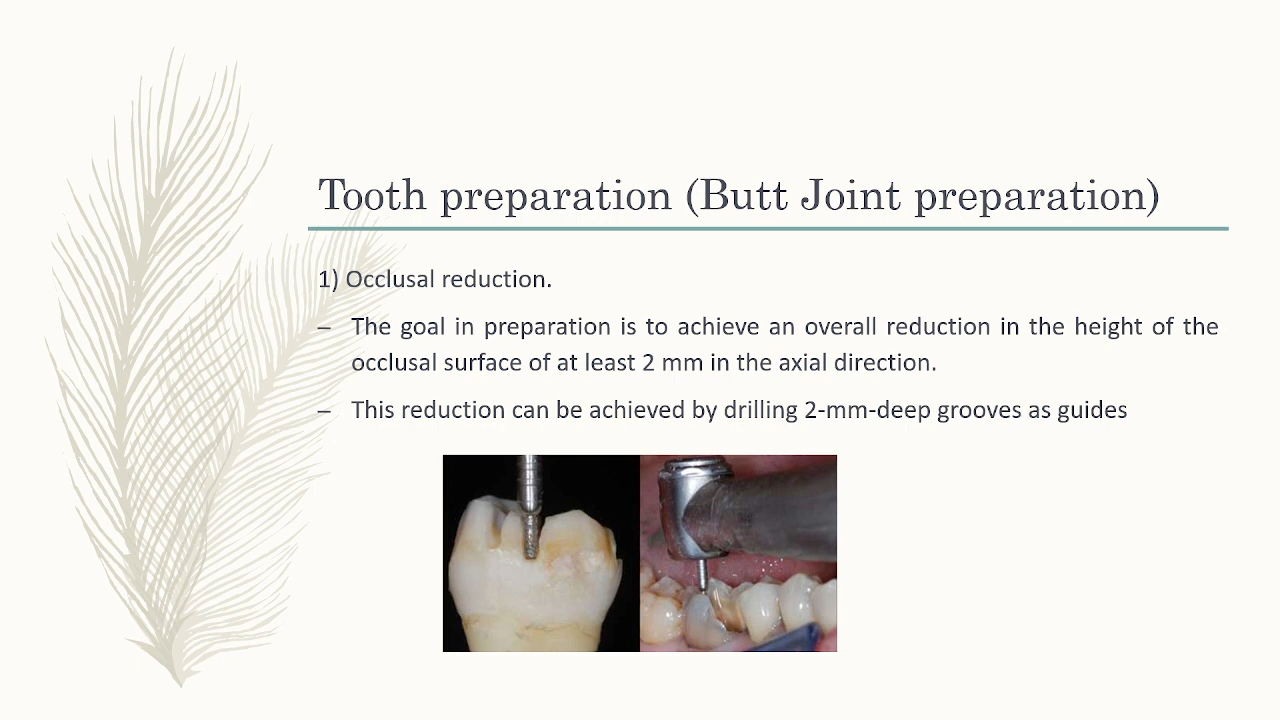 Tooth preparation (Butt Joint preparation)
1) Occlusal reduction.
– The goal in preparation is to achieve an overall reduction in the height of the
occlusal surface of at least 2 mm in the axial direction.
– This reduction can be achieved by drilling 2-mm-deep grooves as guides